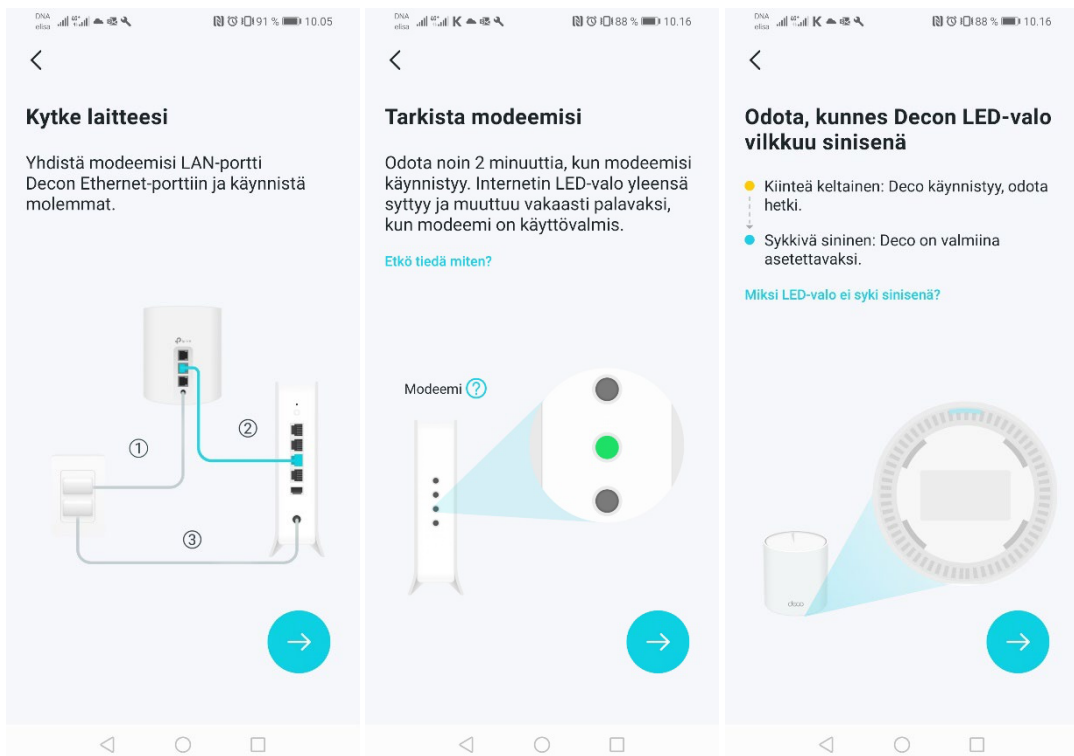 DNA
elisa
91 %
10.05
Kytke laitteesi
Yhdistä modeemisi LAN-portti
Decon Ethernet-porttiin ja käynnistä
molemmat.
1
2
3
DNA
elisa
K
88 %
10.16
Tarkista modeemisi
Odota noin 2 minuuttia, kun modeemisi
käynnistyy. Internetin LED-valo yleensä
syttyy ja muuttuu vakaasti palavaksi,
kun modeemi on käyttövalmis.
Etkö tiedä miten?
Modeemi ?
DNA
elisa
K
88 %
10.16
Odota, kunnes Decon LED-valo
vilkkuu sinisenä
Kiinteä keltainen: Deco käynnistyy, odota
hetki.
Sykkivä sininen: Deco on valmiina
asetettavaksi.
Miksi LED-valo ei syki sinisenä?
deco